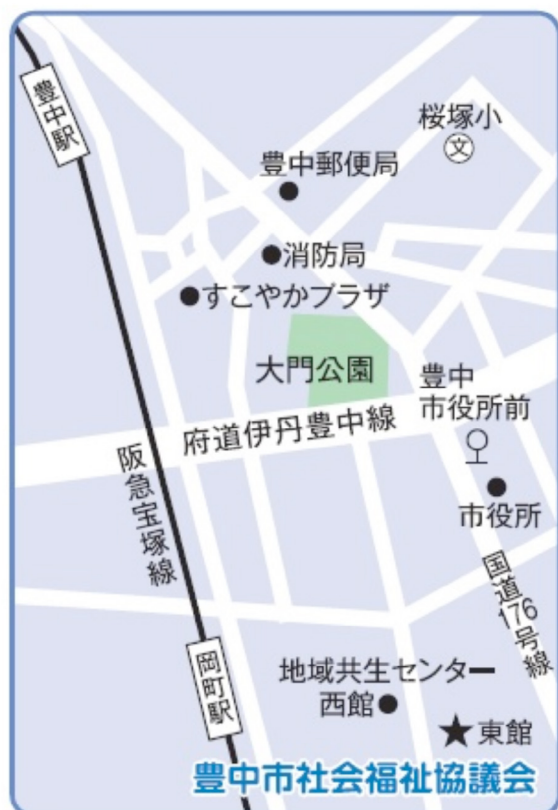 豊中駅
桜塚小
文
豊中郵便局
消防局
すこやかプラザ
大門公園
豊中
市役所前
府道伊丹豊中線
阪急宝塚線
市役所
国道176号線
岡町駅
地域共生センター
西館
東館
豊中市社会福祉協議会